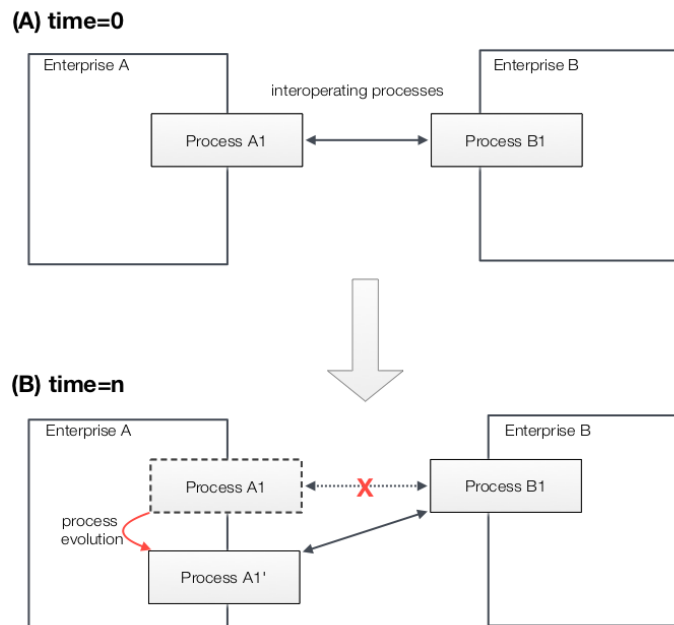 (A) time=0
Enterprise A
Enterprise B
interoperating processes
Process A1
Process B1
(B) time=n
Enterprise A
Enterprise B
Process A1
X
Process B1
process
evolution
Process A1'